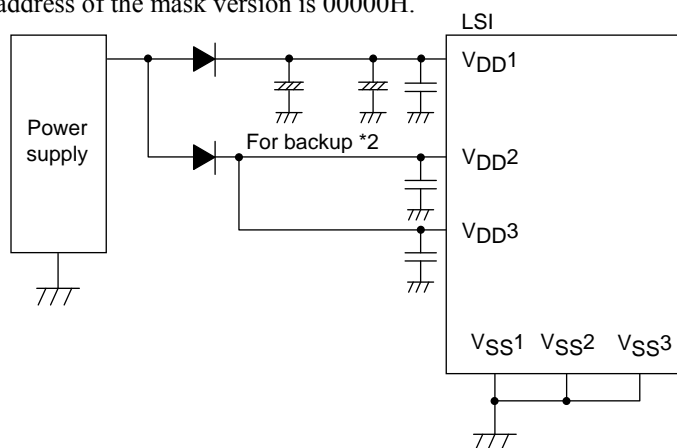 address of the mask version is 00000H.
LSI
VDD1
Power
supply
For backup *2
VDD2
VDD3
VSS1 VSS2 VSS3